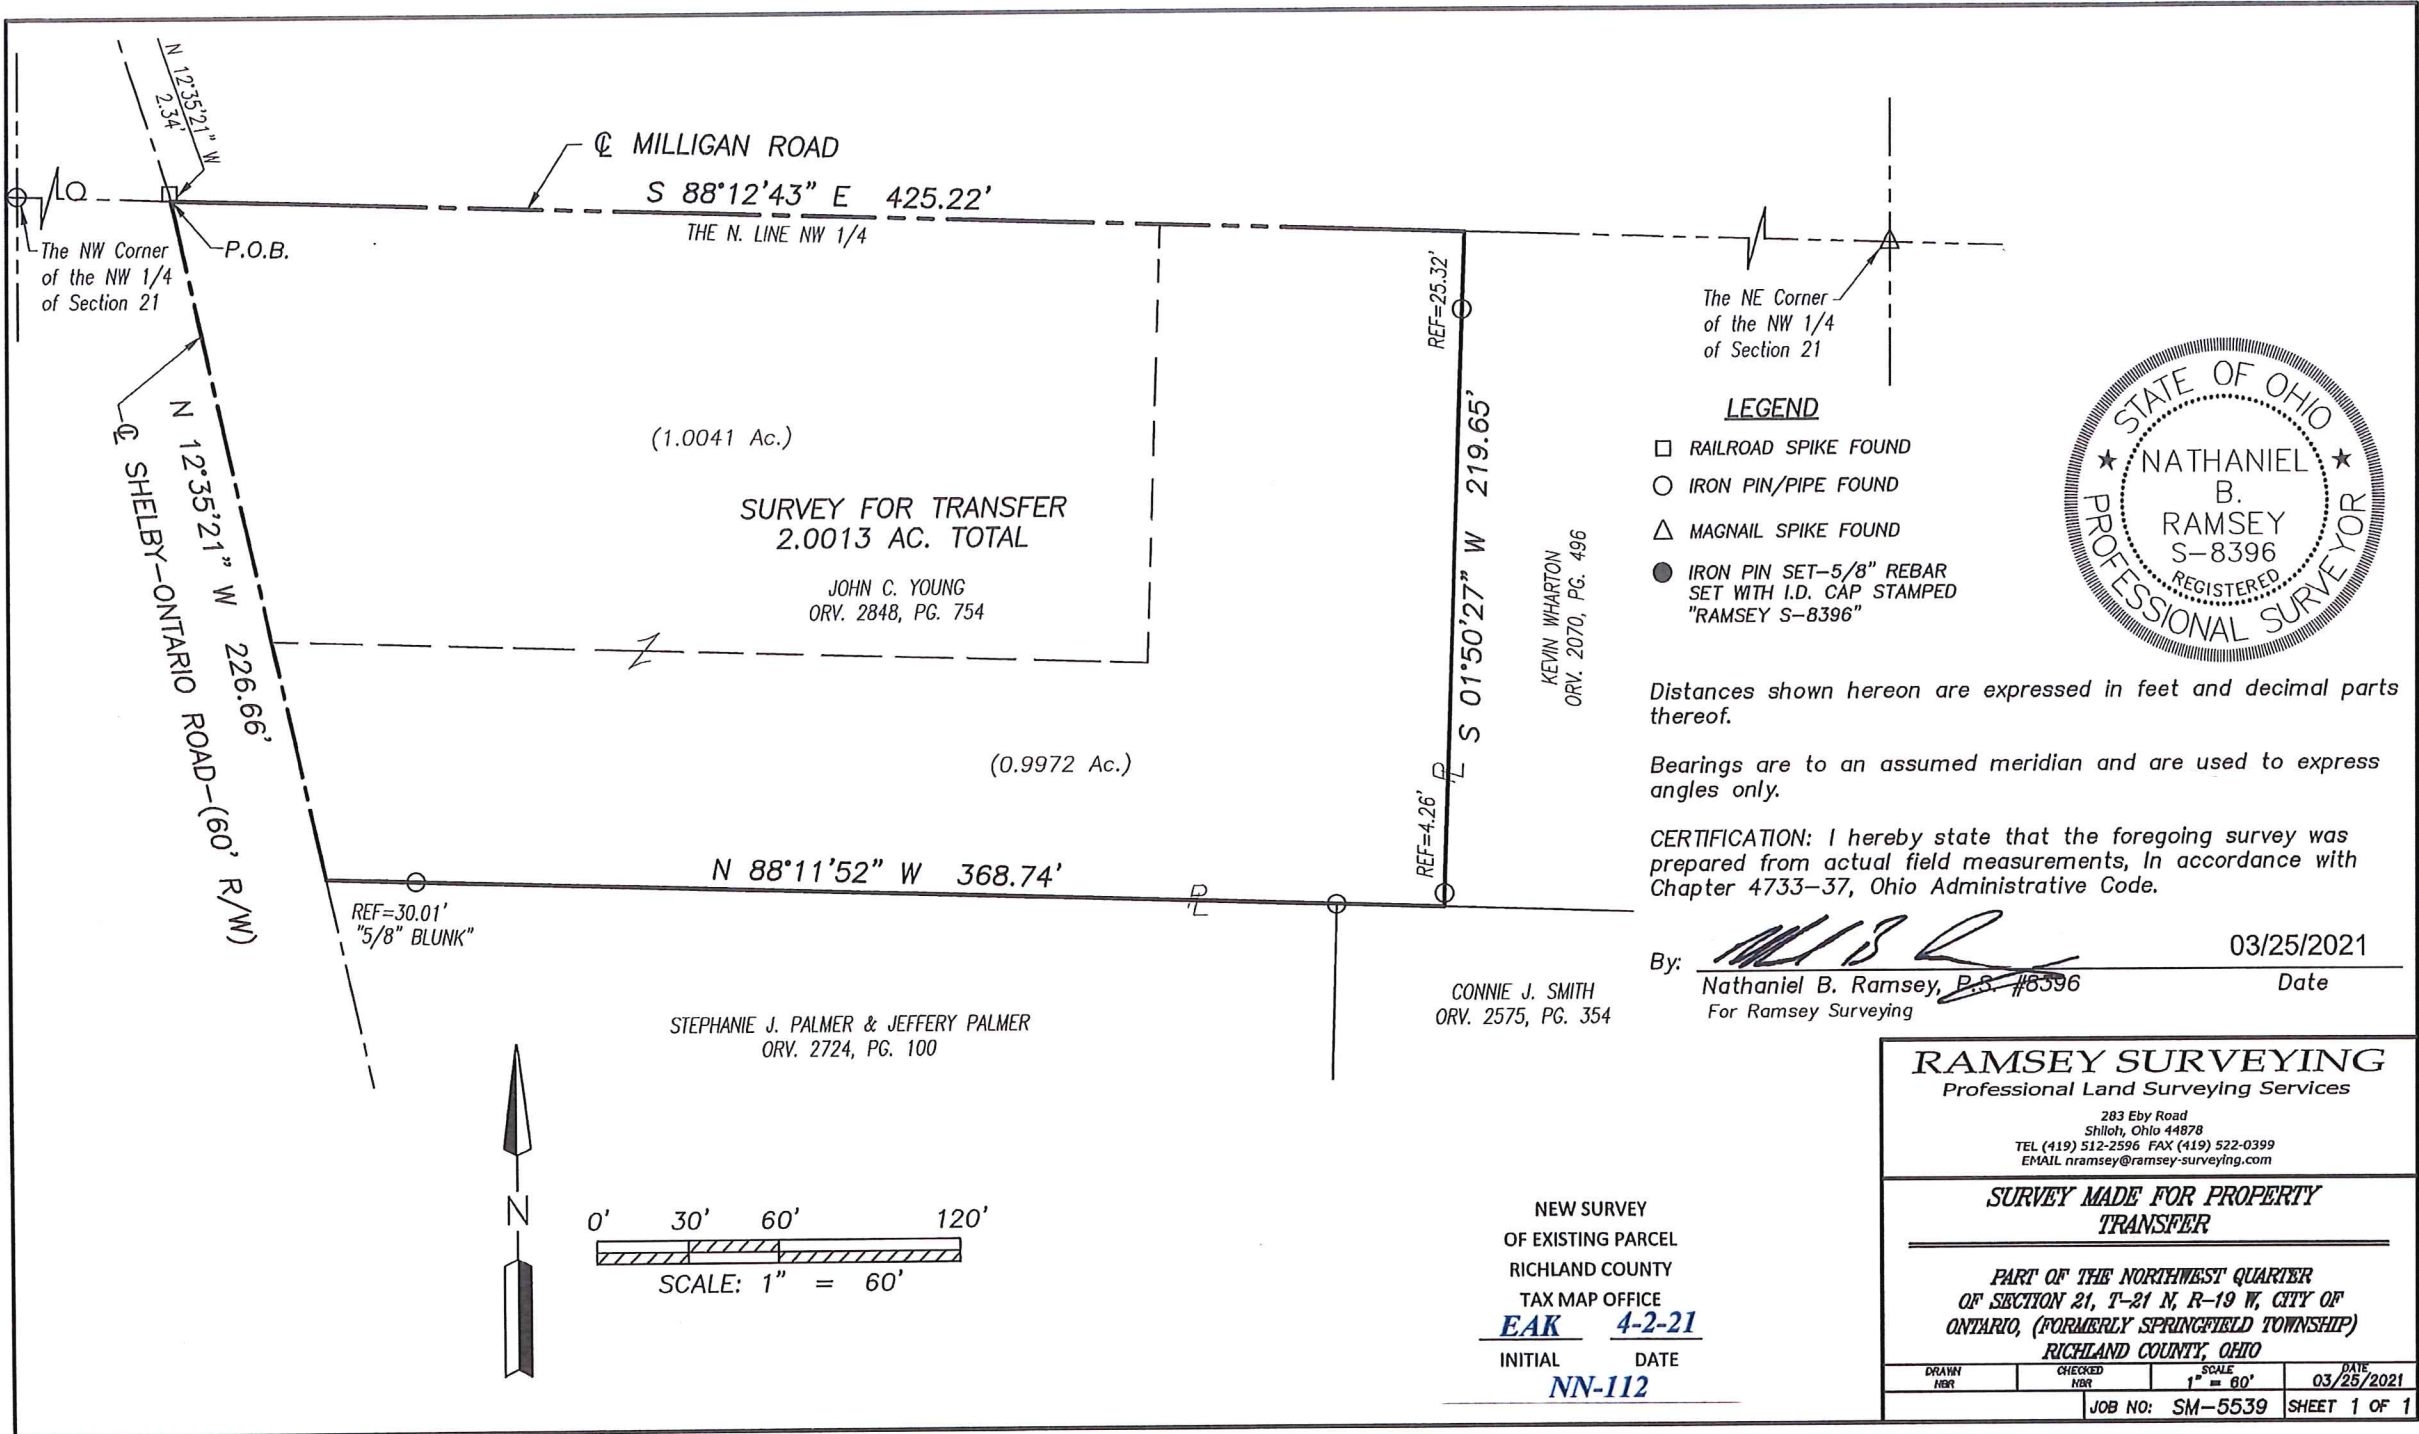 N 12°35'21" W
2.34'
℄ MILLIGAN ROAD
S 88°12'43" E 425.22'
THE N. LINE NW 1/4
The NW Corner
of the NW 1/4
of Section 21
P.O.B.
REF=25.32'
The NE Corner
of the NW 1/4
of Section 21
N 12°35'21" W 226.66'
℄ SHELBY-ONTARIO ROAD-(60' R/W)
(1.0041 Ac.)
SURVEY FOR TRANSFER
2.0013 AC. TOTAL
JOHN C. YOUNG
ORV. 2848, PG. 754
(0.9972 Ac.)
S 01°50'27" W 219.65'
KEVIN WHARTON
ORV. 2070, PG. 496
REF=4.26'
PL
N 88°11'52" W 368.74'
PL
REF=30.01'
"5/8" BLUNK"
STEPHANIE J. PALMER & JEFFERY PALMER
ORV. 2724, PG. 100
CONNIE J. SMITH
ORV. 2575, PG. 354
LEGEND
RAILROAD SPIKE FOUND
IRON PIN/PIPE FOUND
MAGNAIL SPIKE FOUND
IRON PIN SET-5/8" REBAR
SET WITH I.D. CAP STAMPED
"RAMSEY S-8396"
STATE OF OHIO
NATHANIEL
B.
RAMSEY
S-8396
REGISTERED
PROFESSIONAL SURVEYOR
Distances shown hereon are expressed in feet and decimal parts
thereof.
Bearings are to an assumed meridian and are used to express
angles only.
CERTIFICATION: I hereby state that the foregoing survey was
prepared from actual field measurements, In accordance with
Chapter 4733-37, Ohio Administrative Code.
By:
03/25/2021
Nathaniel B. Ramsey, P.S. #8396
Date
For Ramsey Surveying
N
0' 30' 60' 120'
SCALE: 1" = 60'
NEW SURVEY
OF EXISTING PARCEL
RICHLAND COUNTY
TAX MAP OFFICE
EAK 4-2-21
INITIAL DATE
NN-112
RAMSEY SURVEYING
Professional Land Surveying Services
283 Eby Road
Shiloh, Ohio 44878
TEL (419) 512-2596 FAX (419) 522-0399
EMAIL nramsey@ramsey-surveying.com
SURVEY MADE FOR PROPERTY
TRANSFER
PART OF THE NORTHWEST QUARTER
OF SECTION 21, T-21 N, R-19 W, CITY OF
ONTARIO, (FORMERLY SPRINGFIELD TOWNSHIP)
RICHLAND COUNTY, OHIO
DRAWN CHECKED SCALE DATE
NBR NBR 1" = 60' 03/25/2021
JOB NO: SM-5539 SHEET 1 OF 1